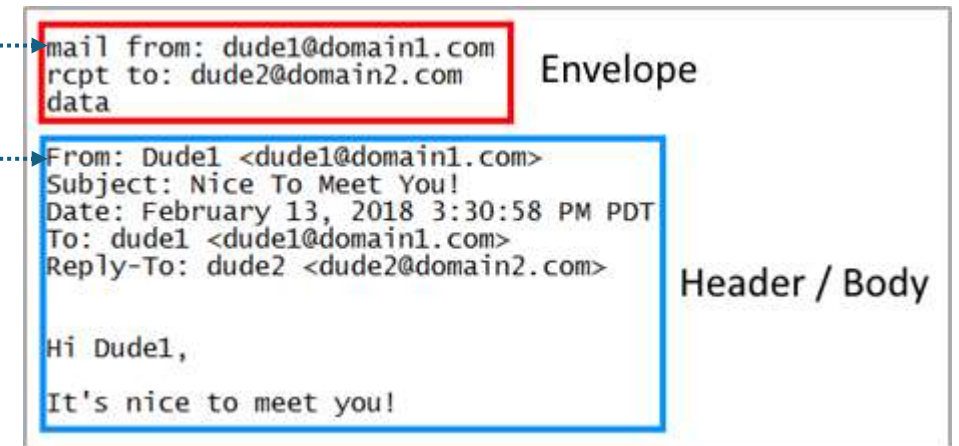 mail from: dude1@domain1.com
rcpt to: dude2@domain2.com
data
Envelope
From: Dude1 <dude1@domain1.com>
Subject: Nice To Meet You!
Date: February 13, 2018 3:30:58 PM PDT
To: dude1 <dude1@domain1.com>
Reply-To: dude2 <dude2@domain2.com>
Header / Body
Hi Dude1,
It's nice to meet you!